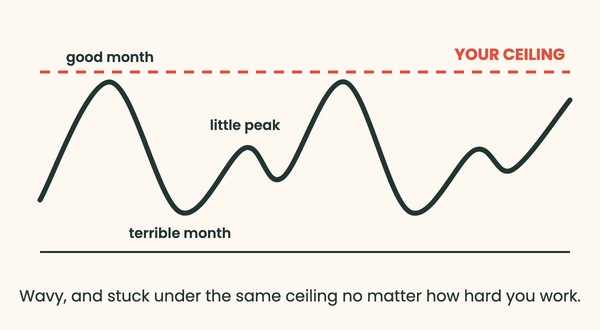 good month
YOUR CEILING
little peak
terrible month
Wavy, and stuck under the same ceiling no matter how hard you work.